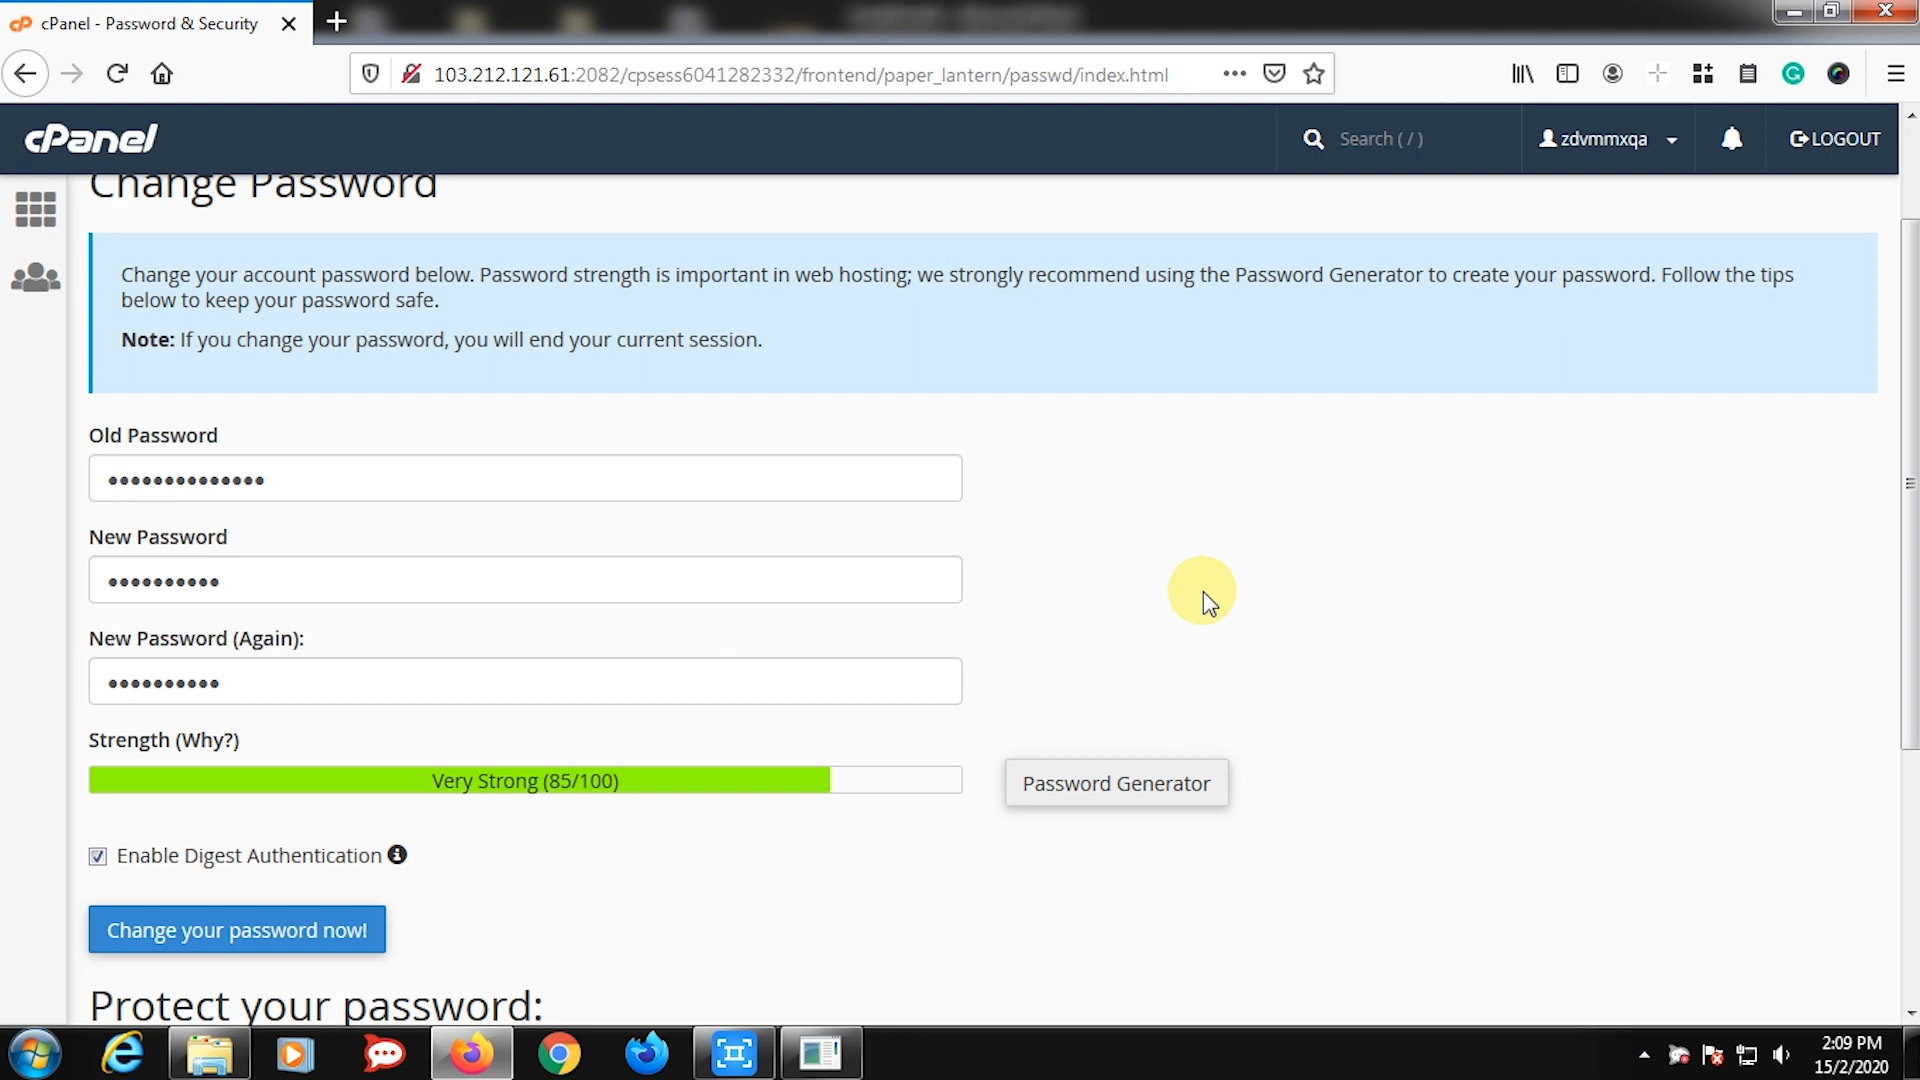 cPanel - Password & Security
103.212.121.61:2082/cpsess6041282332/frontend/paper_lantern/passwd/index.html
cPanel
Search ( / )
zdvmmxqa
LOGOUT
Change Password
Change your account password below. Password strength is important in web hosting; we strongly recommend using the Password Generator to create your password. Follow the tips
below to keep your password safe.
Note: If you change your password, you will end your current session.
Old Password
New Password
New Password (Again):
Strength (Why?)
Very Strong (85/100)
Password Generator
Enable Digest Authentication
Change your password now!
Protect your password:
2:09 PM
15/2/2020